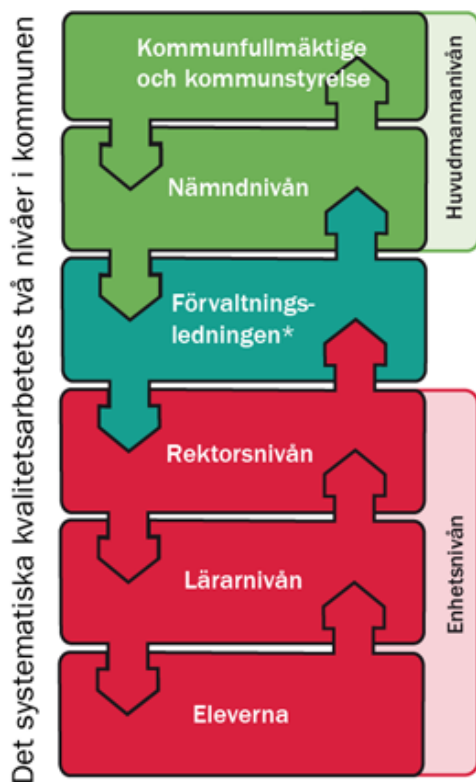 Det systematiska kvalitetsarbetets två nivåer i kommunen
Kommunfullmäktige
och kommunstyrelse
Nämndnivån
Huvudmannanivån
Förvaltnings-
ledningen*
Rektorsnivån
Lärarnivån
Eleverna
Enhetsnivån